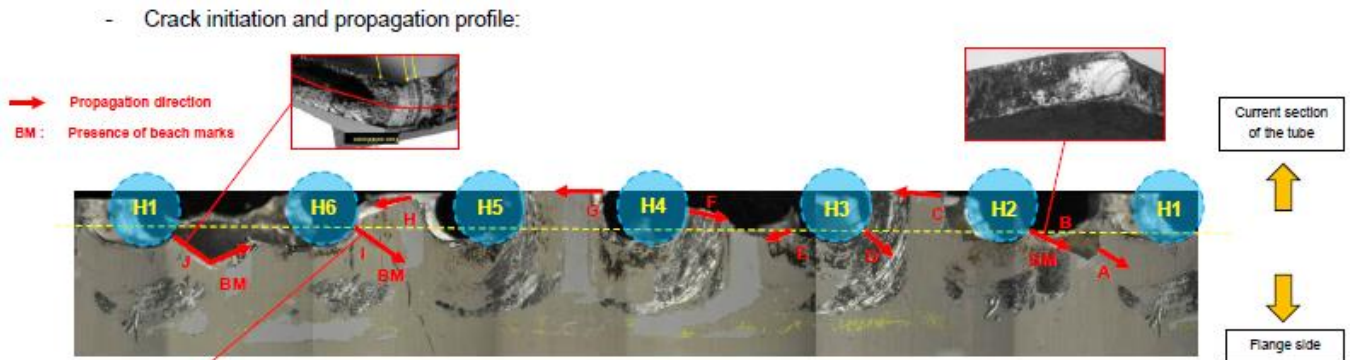 - Crack initiation and propagation profile:
Propagation direction
BM : Presence of beach marks
Current section
of the tube
H1 H6 H5 H4 H3 H2 H1
G F C B
H
J I E D A
BM BM BM
Flange side